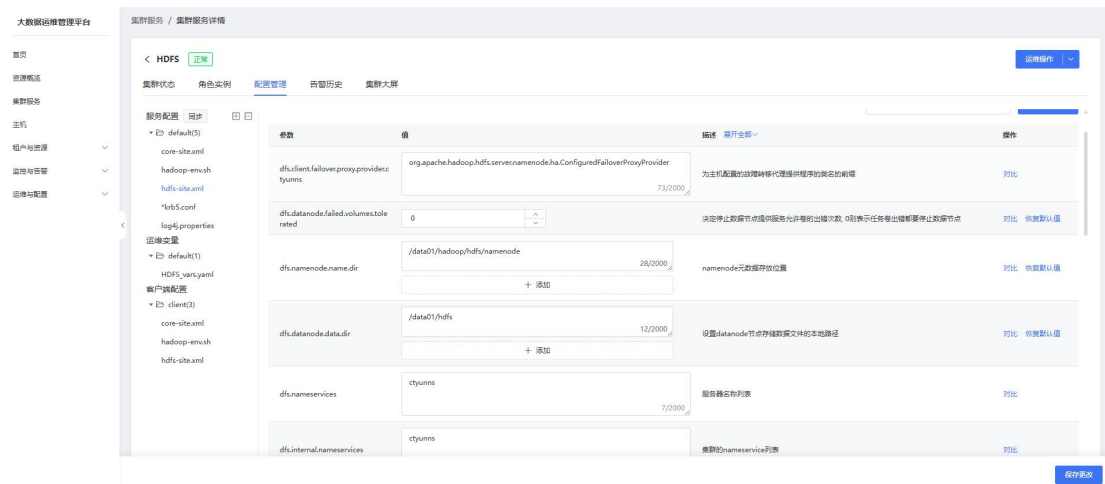 大数据运维管理平台
集群服务 / 集群服务详情
首页
资源概览
集群服务
主机
租户与资源
监控与告警
运维与配置
HDFS 正常
运维操作
集群状态 角色实例 配置管理 告警历史 集群大屏
服务配置 同步
default(5)
core-site.xml
hadoop-env.sh
hdfs-site.xml
*krb5.conf
log4j.properties
运维变量
default(1)
HDFS_vars.yaml
客户端配置
client(3)
core-site.xml
hadoop-env.sh
hdfs-site.xml
参数 值 描述 展开全部 操作
dfs.client.failover.proxy.provider.c
tyunns
org.apache.hadoop.hdfs.server.namenode.ha.ConfiguredFailoverProxyProvider
73/2000
为主机配置的故障转移代理提供程序的类名的前缀
对比
dfs.datanode.failed.volumes.tole
rated
0
决定停止数据节点提供服务允许卷的出错次数, 0则表示任务卷出错都要停止数据节点
对比 恢复默认值
dfs.namenode.name.dir
/data01/hadoop/hdfs/namenode
28/2000
+ 添加
namenode元数据存放位置
对比 恢复默认值
dfs.datanode.data.dir
/data01/hdfs
12/2000
+ 添加
设置datanode节点存储数据文件的本地路径
对比 恢复默认值
dfs.nameservices
ctyunns
7/2000
服务器名称列表
对比
dfs.internal.nameservices
ctyunns
集群的nameservice列表
对比
保存更改